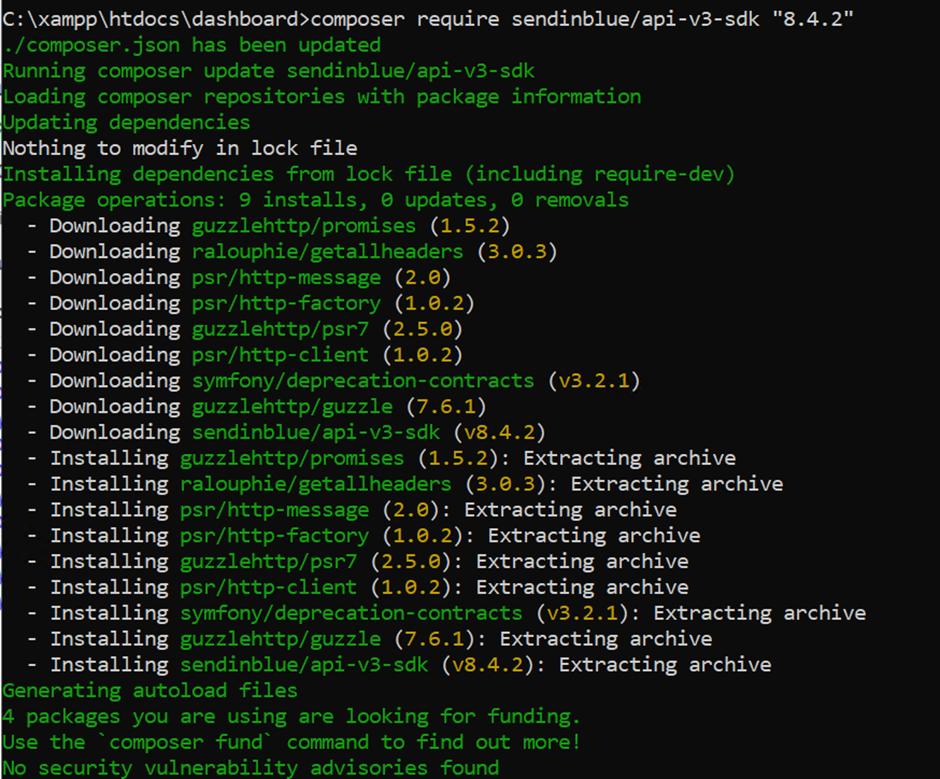 C:\xampp\htdocs\dashboard>composer require sendinblue/api-v3-sdk "8.4.2"
./composer.json has been updated
Running composer update sendinblue/api-v3-sdk
Loading composer repositories with package information
Updating dependencies
Nothing to modify in lock file
Installing dependencies from lock file (including require-dev)
Package operations: 9 installs, 0 updates, 0 removals
- Downloading guzzlehttp/promises (1.5.2)
- Downloading ralouphie/getallheaders (3.0.3)
- Downloading psr/http-message (2.0)
- Downloading psr/http-factory (1.0.2)
- Downloading guzzlehttp/psr7 (2.5.0)
- Downloading psr/http-client (1.0.2)
- Downloading symfony/deprecation-contracts (v3.2.1)
- Downloading guzzlehttp/guzzle (7.6.1)
- Downloading sendinblue/api-v3-sdk (v8.4.2)
- Installing guzzlehttp/promises (1.5.2): Extracting archive
- Installing ralouphie/getallheaders (3.0.3): Extracting archive
- Installing psr/http-message (2.0): Extracting archive
- Installing psr/http-factory (1.0.2): Extracting archive
- Installing guzzlehttp/psr7 (2.5.0): Extracting archive
- Installing psr/http-client (1.0.2): Extracting archive
- Installing symfony/deprecation-contracts (v3.2.1): Extracting archive
- Installing guzzlehttp/guzzle (7.6.1): Extracting archive
- Installing sendinblue/api-v3-sdk (v8.4.2): Extracting archive
Generating autoload files
4 packages you are using are looking for funding.
Use the `composer fund` command to find out more!
No security vulnerability advisories found